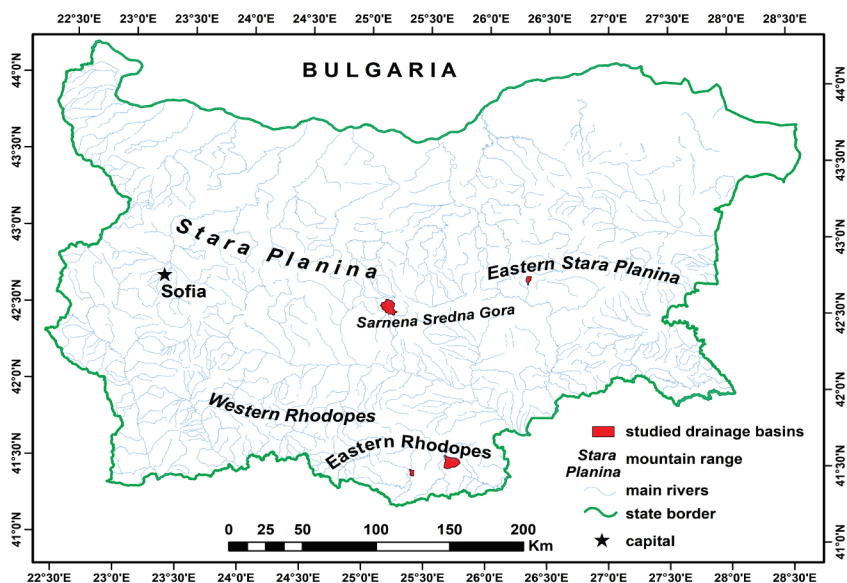 22°30'E 23°0'E 23°30'E 24°0'E 24°30'E 25°0'E 25°30'E 26°0'E 26°30'E 27°0'E 27°30'E 28°0'E
BULGARIA
44°0'N
43°30'N
43°0'N
42°30'N
42°0'N
41°30'N
41°0'N
44°0'N
43°30'N
43°0'N
42°30'N
42°0'N
41°30'N
41°0'N
Stara Planina
Eastern Stara Planina
Sofia
Sarnena Sredna Gora
Western Rhodopes
Eastern Rhodopes
studied drainage basins
Stara
Planina
mountain range
main rivers
state border
capital
0 25 50 100 150 200
Km
22°30'E 23°0'E 23°30'E 24°0'E 24°30'E 25°0'E 25°30'E 26°0'E 26°30'E 27°0'E 27°30'E 28°0'E 28°30'E